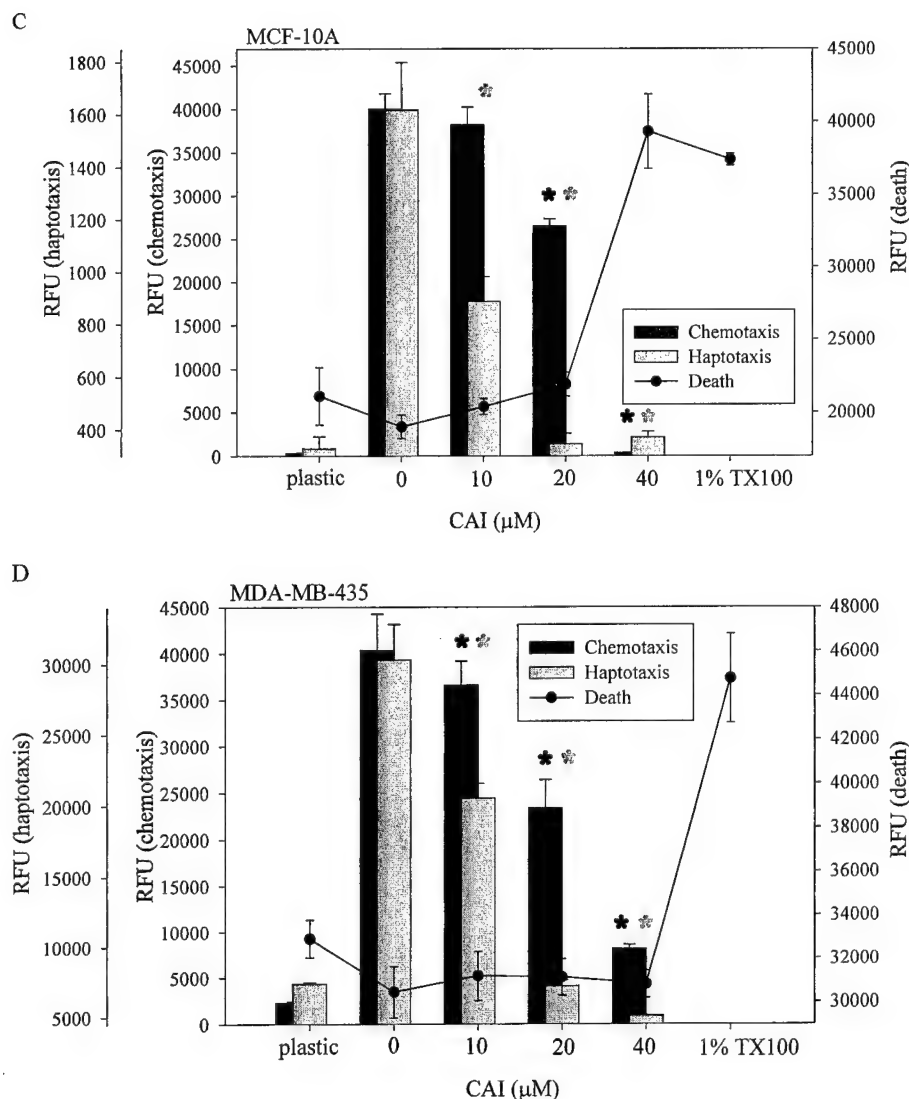 C
MCF-10A
1800
1600
1400
1200
1000
800
600
400
RFU (haptotaxis)
45000
40000
35000
30000
25000
20000
15000
10000
5000
0
RFU (chemotaxis)
45000
40000
35000
30000
25000
20000
RFU (death)
Chemotaxis
Haptotaxis
Death
plastic 0 10 20 40 1% TX100
CAI (μM)
D
MDA-MB-435
30000
25000
20000
15000
10000
5000
RFU (haptotaxis)
45000
40000
35000
30000
25000
20000
15000
10000
5000
0
RFU (chemotaxis)
48000
46000
44000
42000
40000
38000
36000
34000
32000
30000
RFU (death)
Chemotaxis
Haptotaxis
Death
plastic 0 10 20 40 1% TX100
CAI (μM)